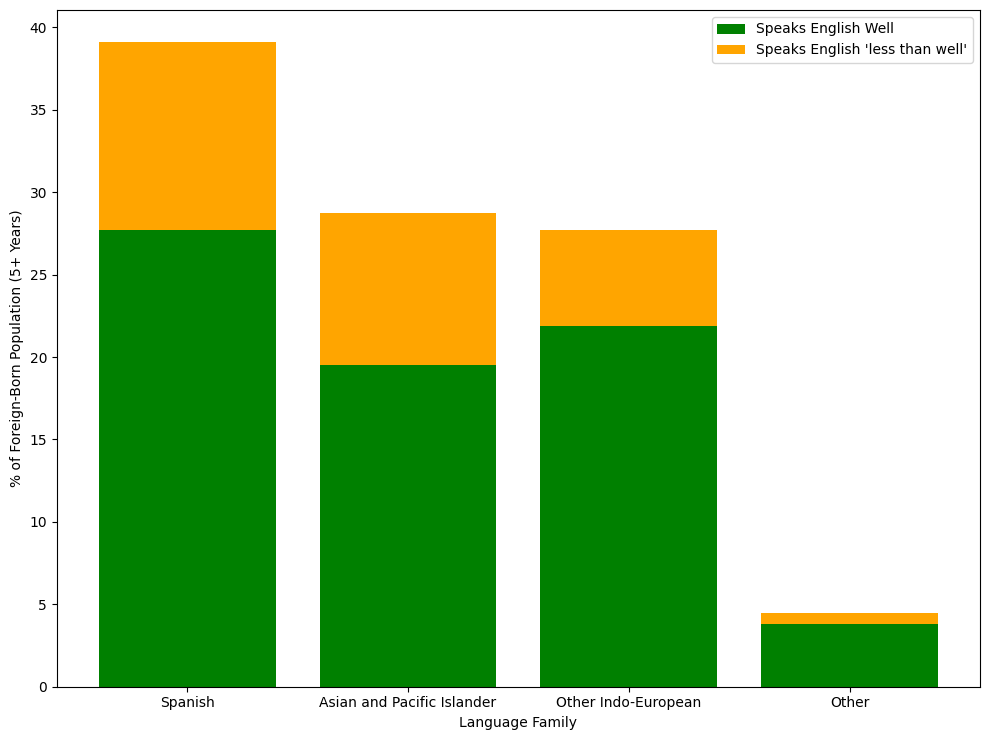 Speaks English Well
Speaks English 'less than well'
% of Foreign-Born Population (5+ Years)
40
35
30
25
20
15
10
5
0
Spanish
Asian and Pacific Islander
Other Indo-European
Other
Language Family